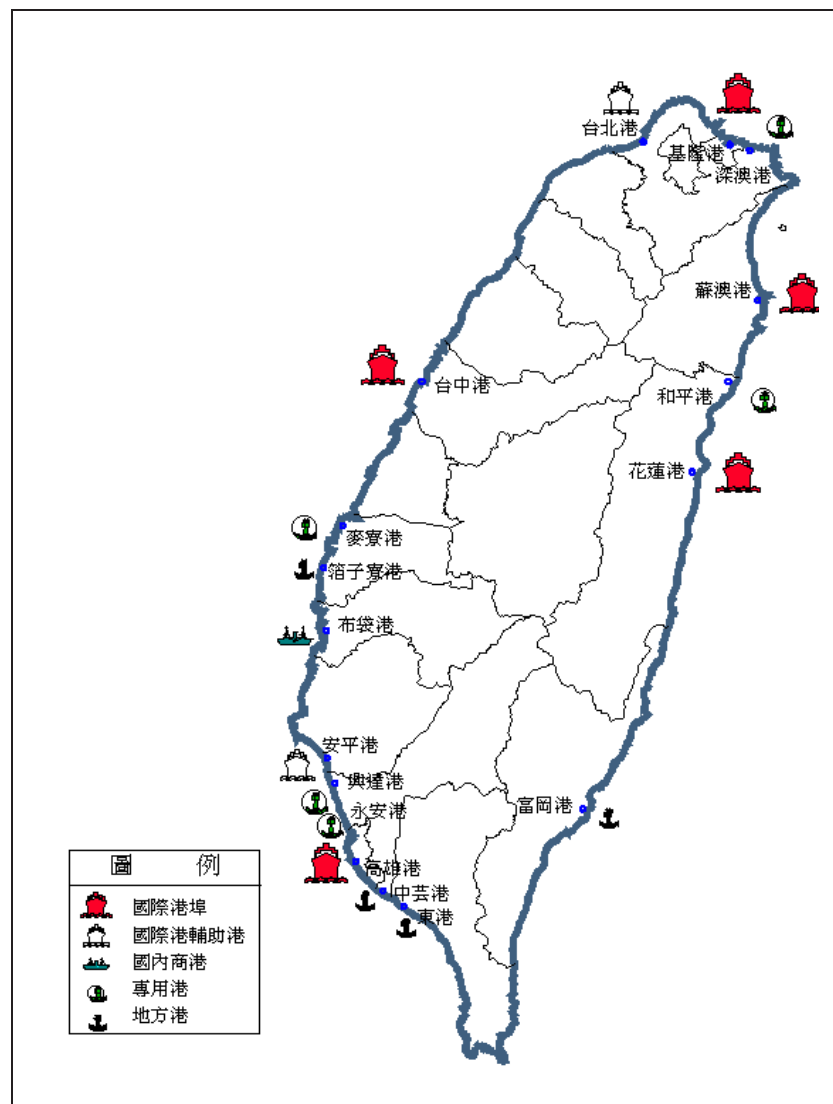 台北港
基隆港
深澳港
蘇澳港
台中港
和平港
花蓮港
麥寮港
箔子寮港
布袋港
安平港
興達港
永安港
富岡港
高雄港
中芸港
東港
圖 例
國際港埠
國際港輔助港
國內商港
專用港
地方港